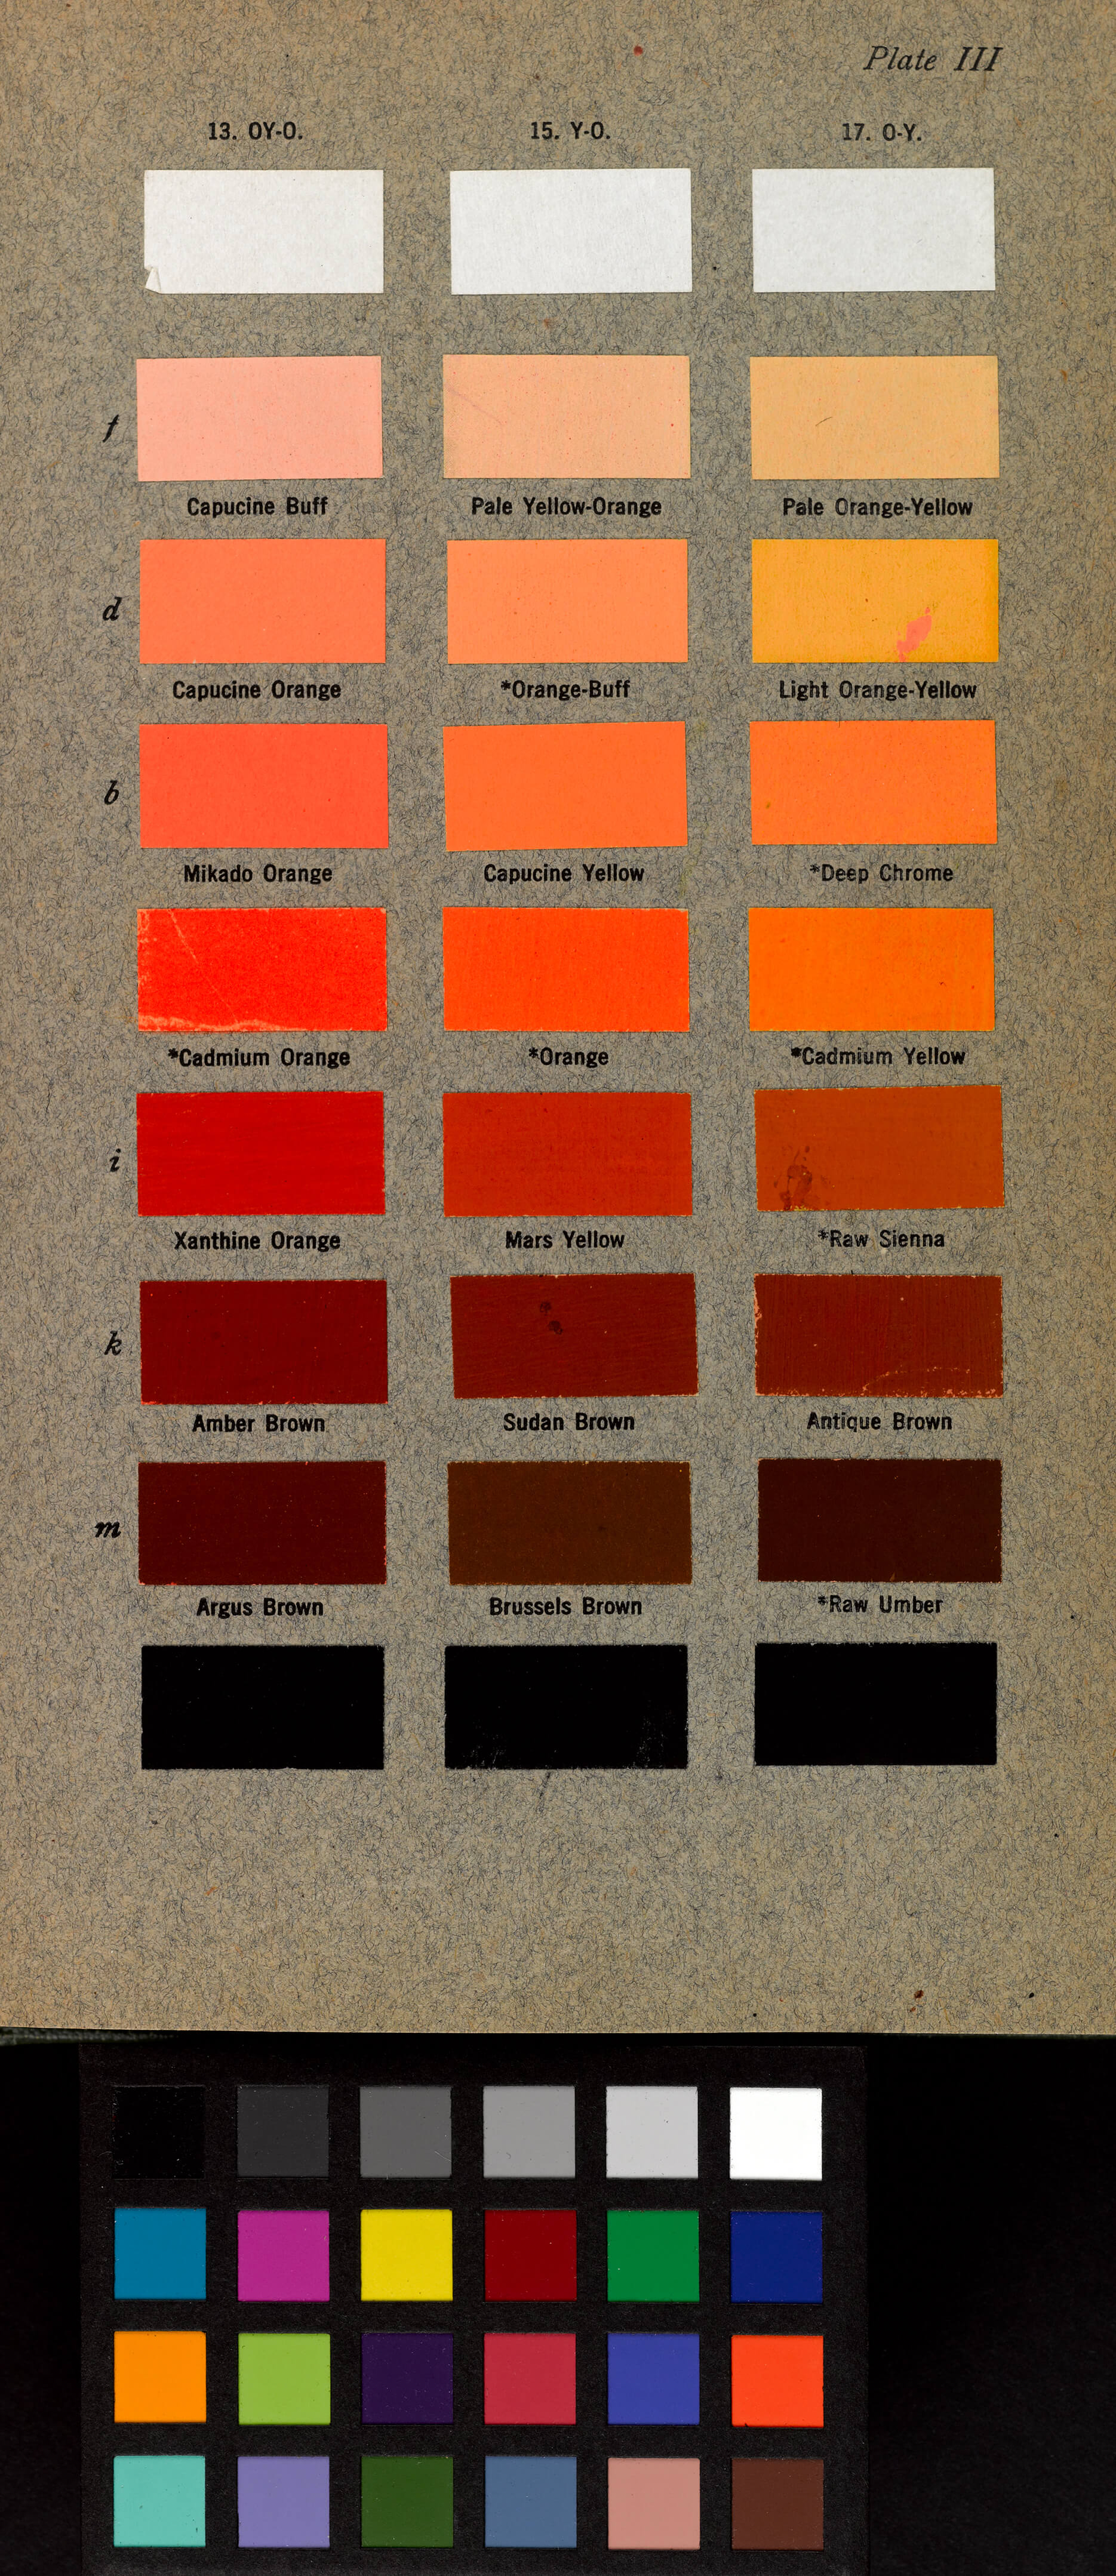 Plate III
13. OY-O. 15. Y-O. 17. O-Y.
f
Capucine Buff Pale Yellow-Orange Pale Orange-Yellow
d
Capucine Orange *Orange-Buff Light Orange-Yellow
b
Mikado Orange Capucine Yellow *Deep Chrome
*Cadmium Orange *Orange *Cadmium Yellow
i
Xanthine Orange Mars Yellow *Raw Sienna
k
Amber Brown Sudan Brown Antique Brown
m
Argus Brown Brussels Brown *Raw Umber